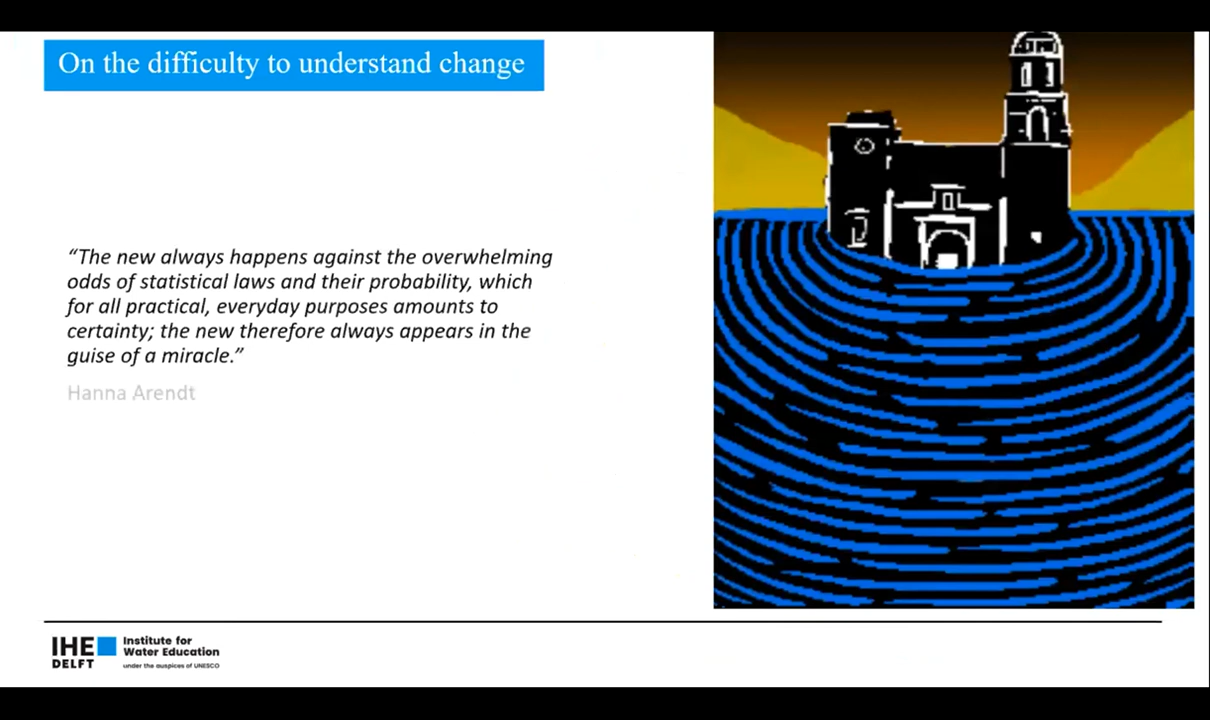 On the difficulty to understand change
“The new always happens against the overwhelming
odds of statistical laws and their probability, which
for all practical, everyday purposes amounts to
certainty; the new therefore always appears in the
guise of a miracle.”
Hanna Arendt
IHE
DELFT
Institute for
Water Education
under the auspices of UNESCO